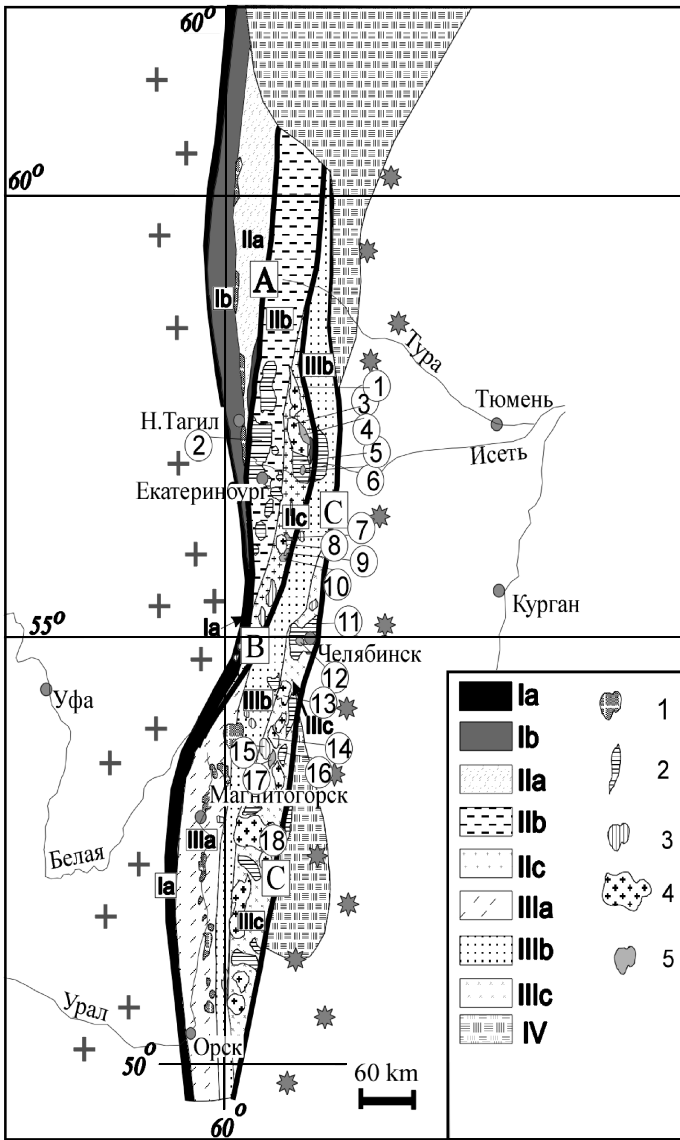 60°
60°
IIa
A
Ib
IIb
IIIb
1
Тура
3
Тюмень
Н.Тагил
4
2
5
Исеть
6
Екатеринбург
IIc
C
7
8
9
10
Курган
Ia
11
55°
B
Челябинск
12
Уфа
IIIb
13
IIIc
14
15
16
17
Магнитогорск
IIIa
18
Белая
Ia
C
IIIc
Урал
Орск
50°
60 km
60°
Ia
1
Ib
IIa
2
IIb
IIc
3
IIIa
4
IIIb
IIIc
5
IV